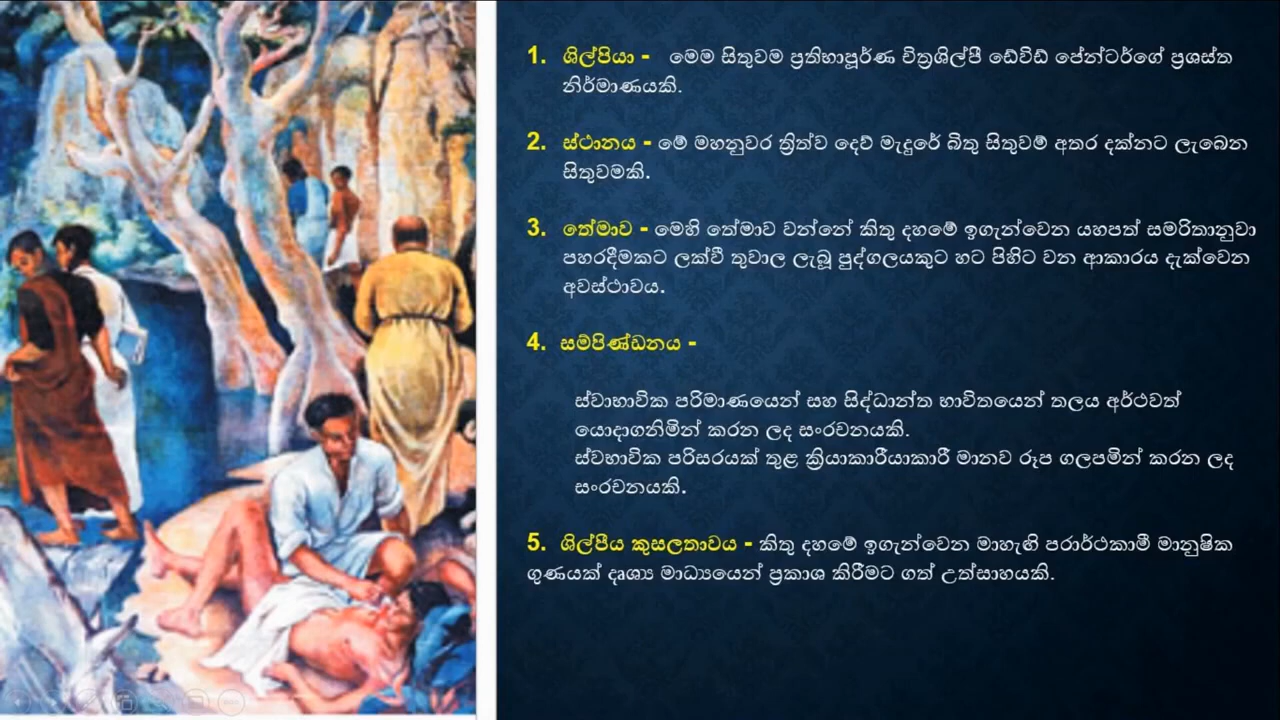 1. ශිල්පියා - මෙම සිතුවම ප්‍රතිභාපූර්ණ චිත්‍රශිල්පී ඩේවිඩ් පේන්ටර්ගේ ප්‍රශස්ත
නිර්මාණයකි.
2. ස්ථානය - මේ මහනුවර ත්‍රිත්ව දෙව් මැදුරේ බිතු සිතුවම් අතර දක්නට ලැබෙන
සිතුවමකි.
3. තේමාව - මෙහි තේමාව වන්නේ කිතු දහමේ ඉගැන්වෙන යහපත් සමරිතානුවා
පහරදීමකට ලක්වී තුවාල ලැබූ පුද්ගලයකුට හට පිහිට වන ආකාරය දැක්වෙන
අවස්ථාවය.
4. සම්පිණ්ඩනය -
ස්වාභාවික පරිමාණයෙන් සහ සිද්ධාන්ත භාවිතයෙන් තලය අර්ථවත්
යොදාගනිමින් කරන ලද සංරචනයකි.
ස්වභාවික පරිසරයක් තුළ ක්‍රියාකාරීයාකාරී මානව රූප ගලපමින් කරන ලද
සංරචනයකි.
5. ශිල්පීය කුසලතාවය - කිතු දහමේ ඉගැන්වෙන මාහැඟි පරාර්ථකාමී මානුෂික
ගුණයක් දෘශ්‍ය මාධ්‍යයෙන් ප්‍රකාශ කිරීමට ගත් උත්සාහයකි.